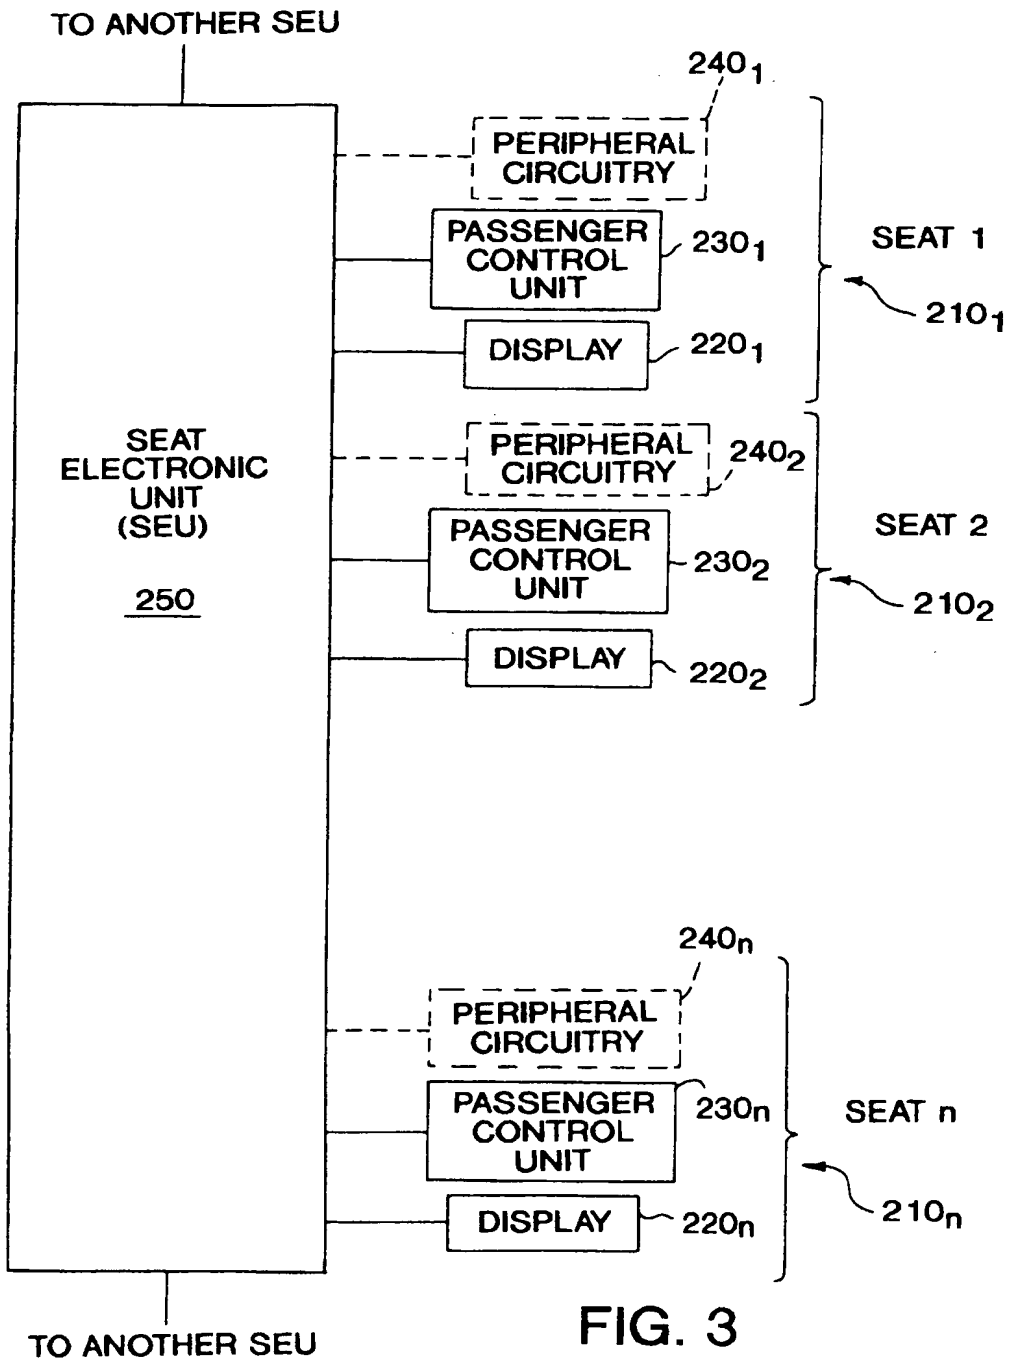 TO ANOTHER SEU
240₁
PERIPHERAL
CIRCUITRY
PASSENGER
CONTROL
UNIT
230₁
SEAT 1
210₁
DISPLAY
220₁
SEAT
ELECTRONIC
UNIT
(SEU)
250
PERIPHERAL
CIRCUITRY
240₂
PASSENGER
CONTROL
UNIT
230₂
SEAT 2
210₂
DISPLAY
220₂
240n
PERIPHERAL
CIRCUITRY
PASSENGER
CONTROL
UNIT
230n
SEAT n
210n
DISPLAY
220n
TO ANOTHER SEU
FIG. 3